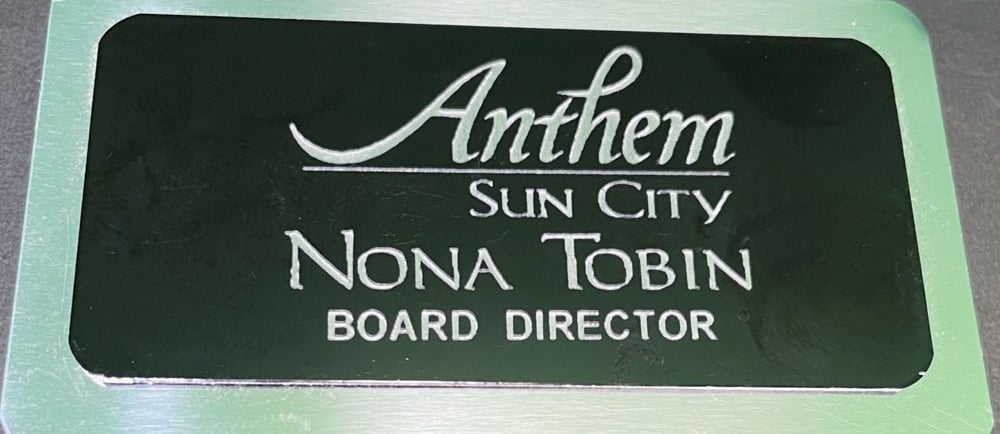 Anthem
SUN CITY
NONA TOBIN
BOARD DIRECTOR